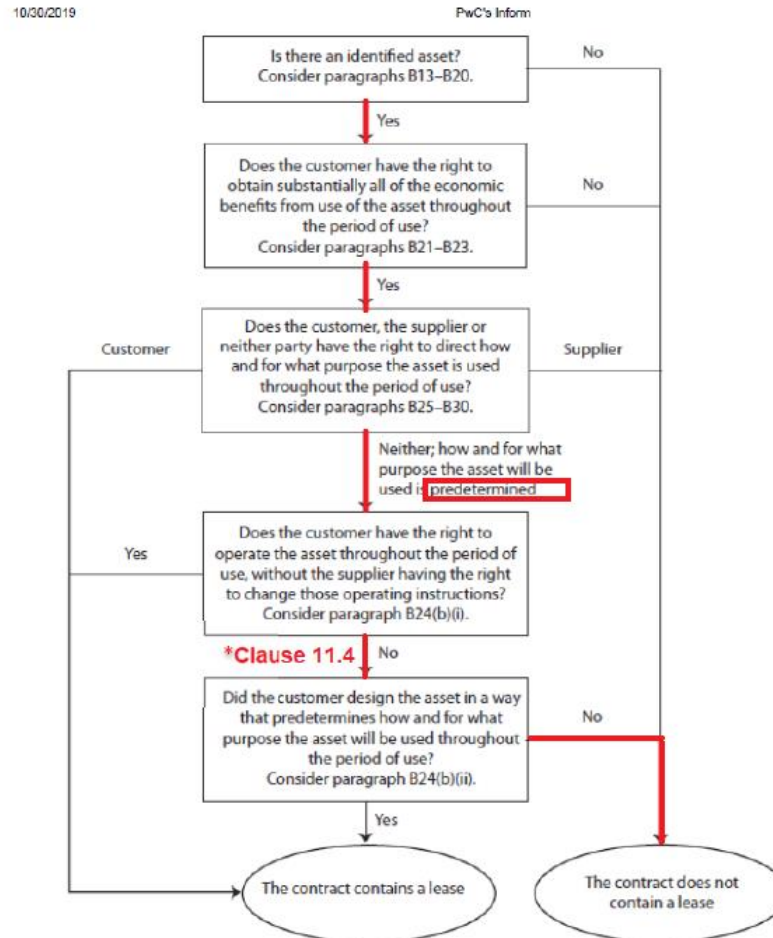 10/30/2019
PwC's Inform
Is there an identified asset?
Consider paragraphs B13–B20.
No
Yes
Does the customer have the right to
obtain substantially all of the economic
benefits from use of the asset throughout
the period of use?
Consider paragraphs B21–B23.
No
Yes
Does the customer, the supplier or
neither party have the right to direct how
and for what purpose the asset is used
throughout the period of use?
Consider paragraphs B25–B30.
Customer
Supplier
Neither; how and for what
purpose the asset will be
used is predetermined
Does the customer have the right to
operate the asset throughout the period of
use, without the supplier having the right
to change those operating instructions?
Consider paragraph B24(b)(i).
Yes
*Clause 11.4
No
Did the customer design the asset in a way
that predetermines how and for what
purpose the asset will be used throughout
the period of use?
Consider paragraph B24(b)(ii).
No
Yes
The contract contains a lease
The contract does not
contain a lease